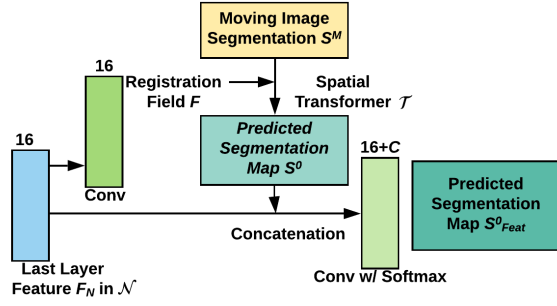 Moving Image
Segmentation S^M
16
Registration
Field F
Spatial
Transformer 𝒯
16
Predicted
Segmentation
Map S^0
16+C
Conv
Predicted
Segmentation
Map S^0_Feat
Concatenation
Last Layer
Feature F_N in 𝒩
Conv w/ Softmax